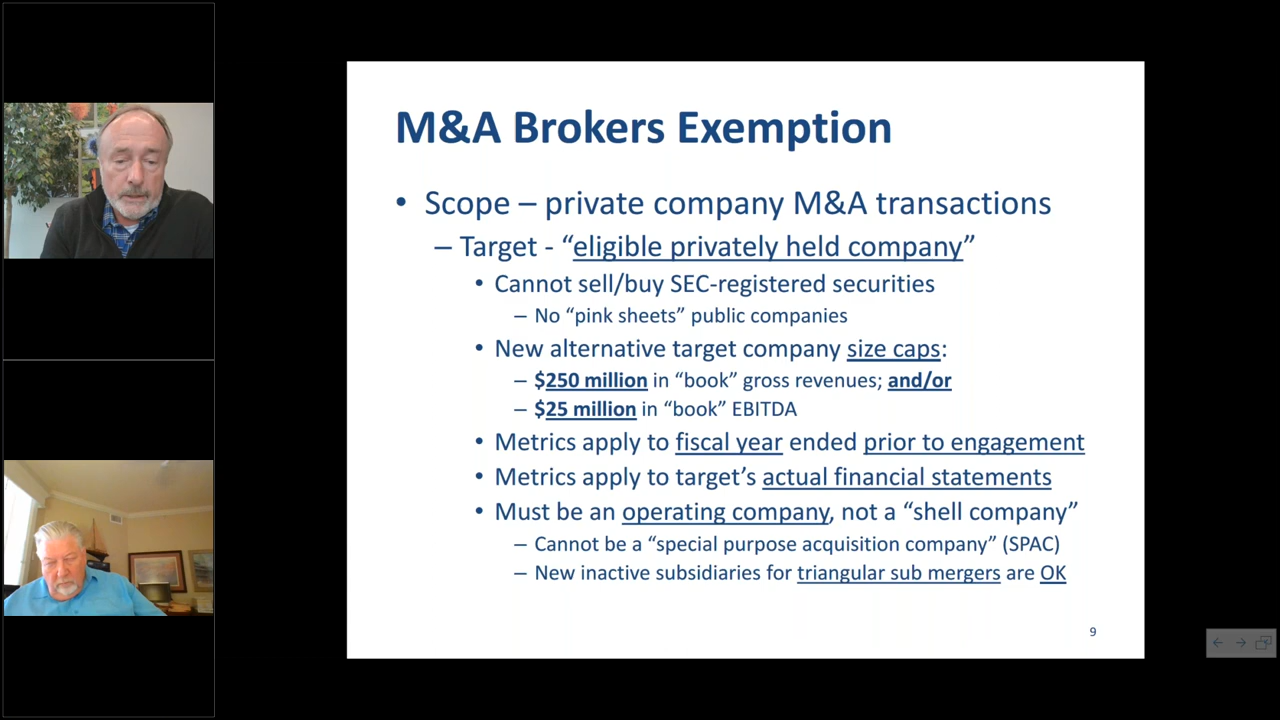 M&A Brokers Exemption
• Scope – private company M&A transactions
– Target - “eligible privately held company”
• Cannot sell/buy SEC-registered securities
– No “pink sheets” public companies
• New alternative target company size caps:
– $250 million in “book” gross revenues; and/or
– $25 million in “book” EBITDA
• Metrics apply to fiscal year ended prior to engagement
• Metrics apply to target’s actual financial statements
• Must be an operating company, not a “shell company”
– Cannot be a “special purpose acquisition company” (SPAC)
– New inactive subsidiaries for triangular sub mergers are OK
9